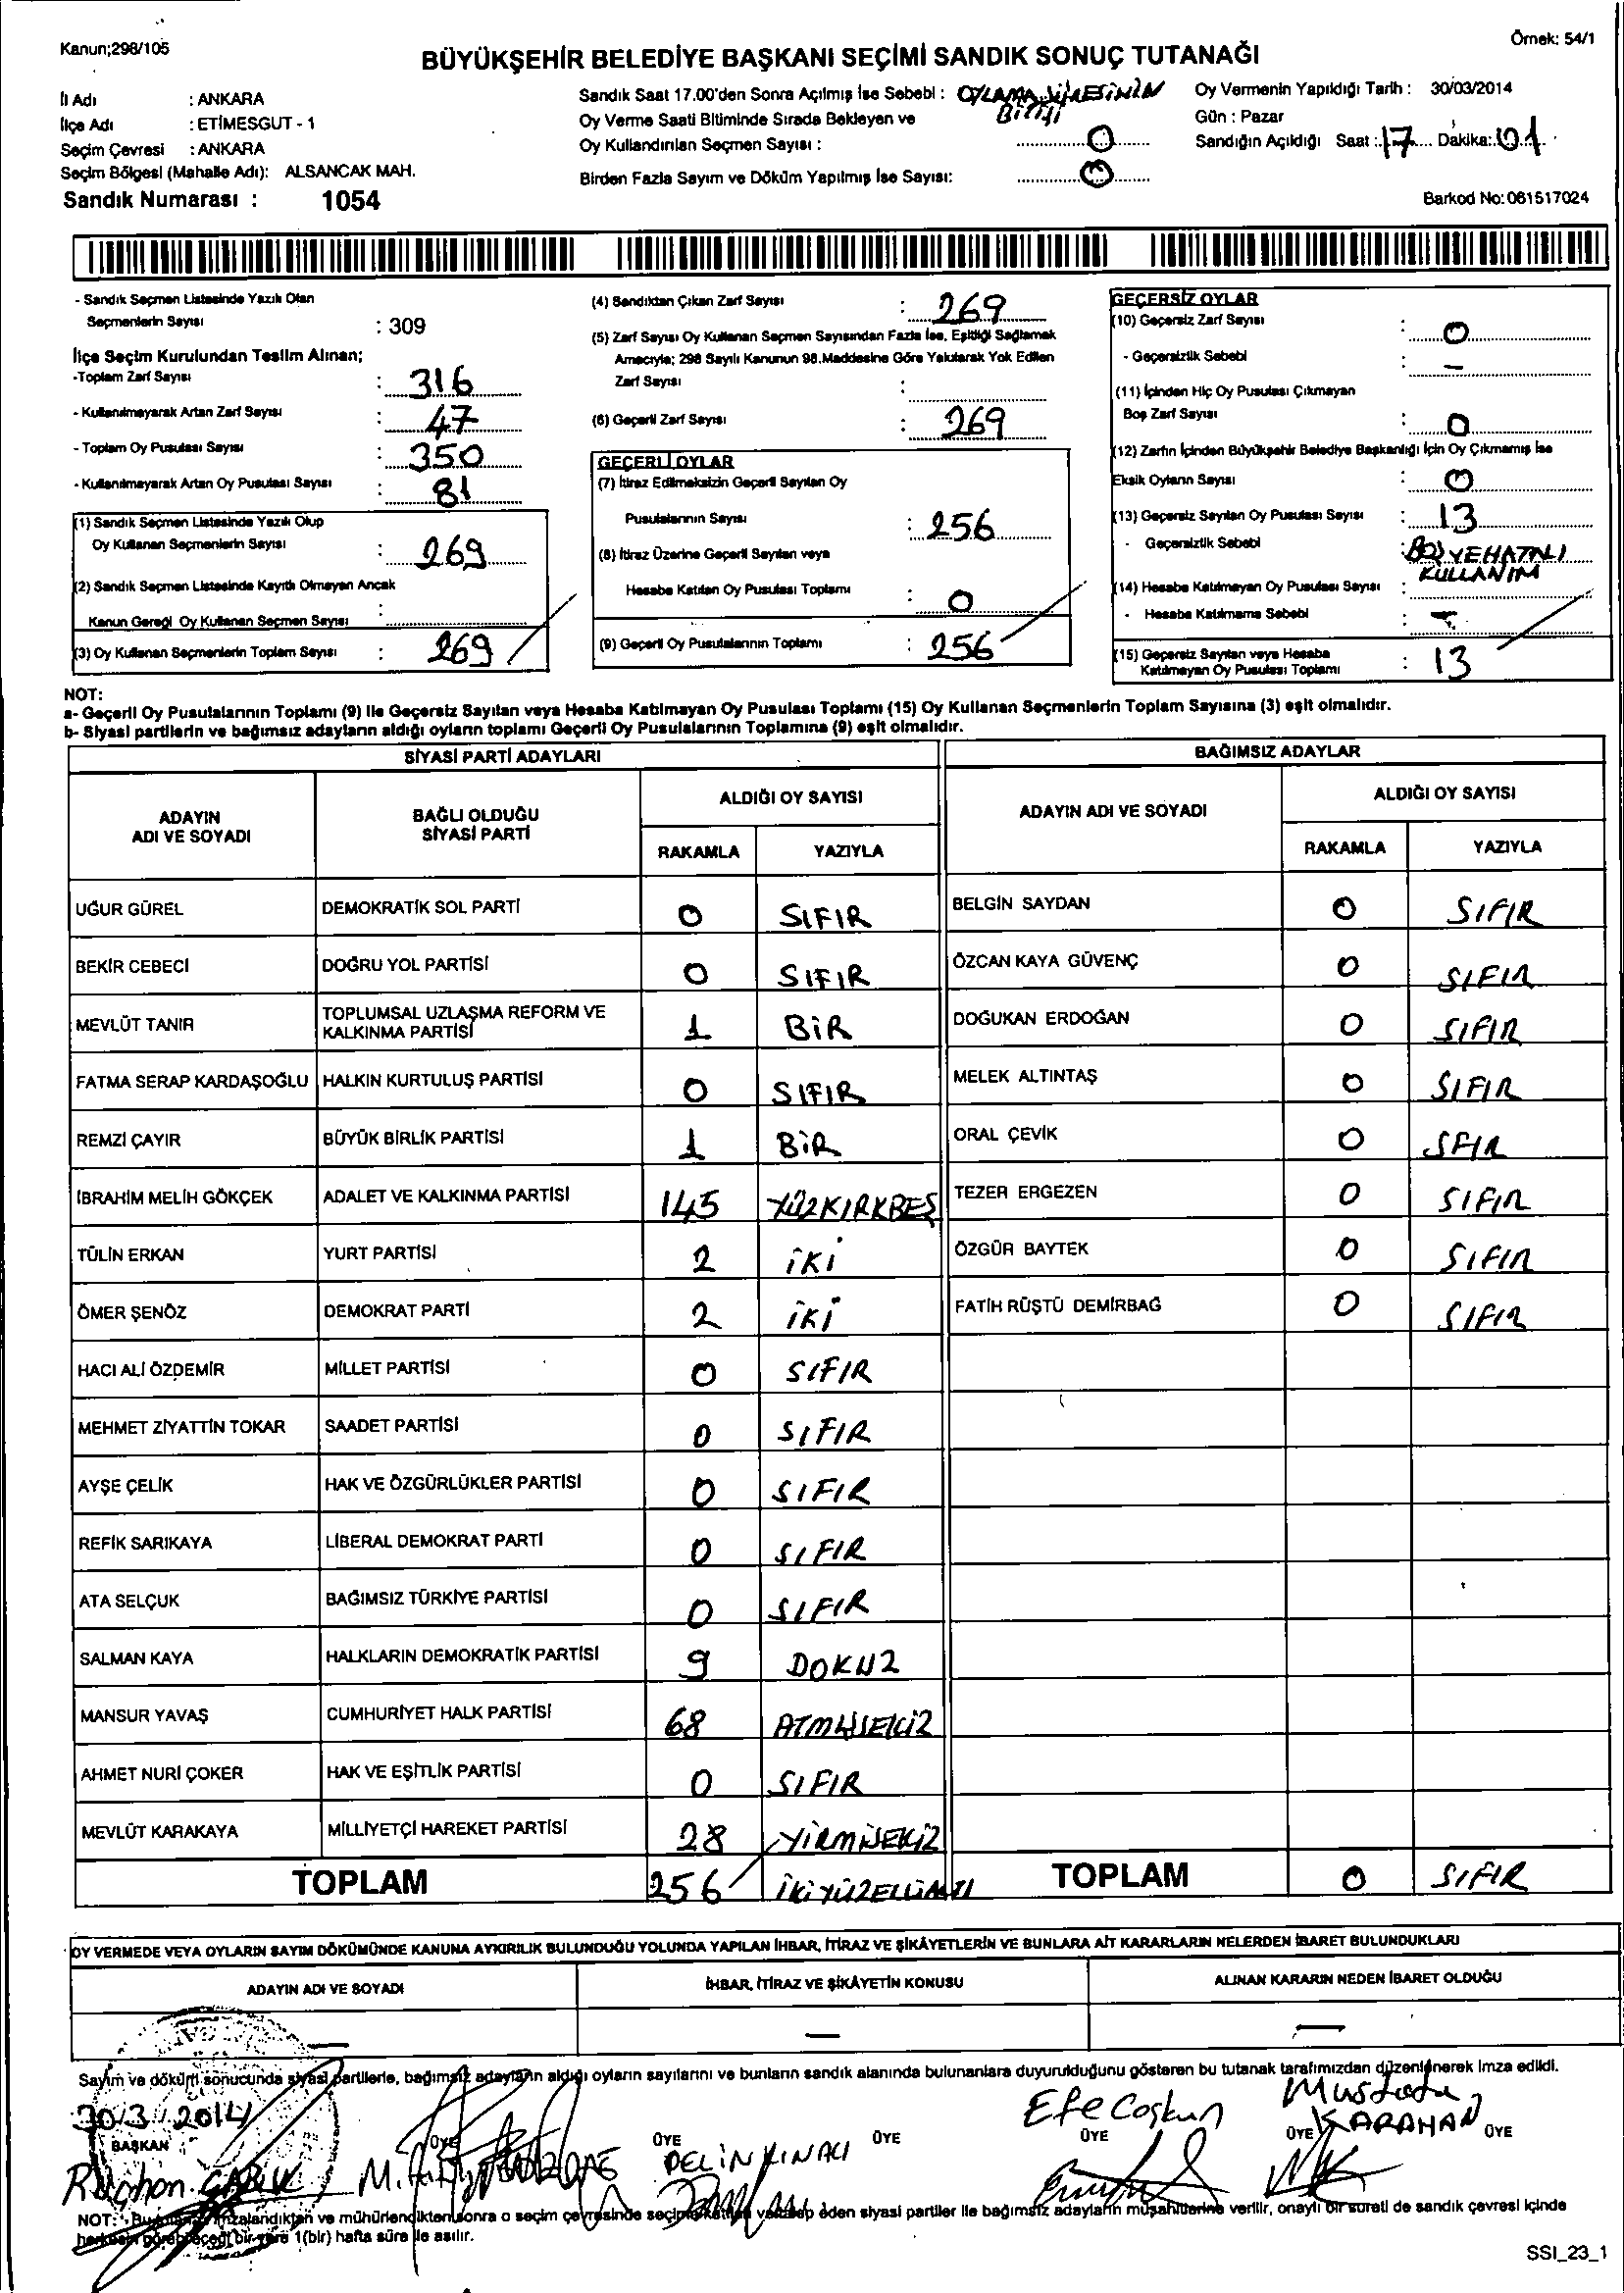 Kanun;298/105
Örnek: 54/1
BÜYÜKŞEHİR BELEDİYE BAŞKANI SEÇİMİ SANDIK SONUÇ TUTANAĞI
İl Adı : ANKARA
İlçe Adı : ETİMESGUT - 1
Seçim Çevresi : ANKARA
Seçim Bölgesi (Mahalle Adı): ALSANCAK MAH.
Sandık Numarası : 1054
Sandık Saat 17.00'den Sonra Açılmış İse Sebebi : OYLAMA SÜRESİNİN
BİTİŞİ
Oy Verme Saati Bitiminde Sırada Bekleyen ve
Oy Kullandırılan Seçmen Sayısı : 0
Birden Fazla Sayım ve Döküm Yapılmış İse Sayısı: 0
Oy Vermenin Yapıldığı Tarih : 30/03/2014
Gün : Pazar
Sandığın Açıldığı Saat : 17 Dakika: 01
Barkod No: 061517024
- Sandık Seçmen Listesinde Yazılı Olan
Seçmenlerin Sayısı : 309
İlçe Seçim Kurulundan Teslim Alınan;
-Toplam Zarf Sayısı : 316
- Kullanılmayarak Artan Zarf Sayısı : 47
- Toplam Oy Pusulası Sayısı : 350
- Kullanılmayarak Artan Oy Pusulası Sayısı : 81
(1) Sandık Seçmen Listesinde Yazılı Olup
Oy Kullanan Seçmenlerin Sayısı : 269
(2) Sandık Seçmen Listesinde Kayıtlı Olmayan Ancak
Kanun Gereği Oy Kullanan Seçmen Sayısı :
(3) Oy Kullanan Seçmenlerin Toplam Sayısı : 269
(4) Sandıktan Çıkan Zarf Sayısı : 269
(5) Zarf Sayısı Oy Kullanan Seçmen Sayısından Fazla İse, Eşitliği Sağlamak
Amacıyla; 298 Sayılı Kanunun 98.Maddesine Göre Yakılarak Yok Edilen
Zarf Sayısı :
(6) Geçerli Zarf Sayısı : 269
GEÇERLİ OYLAR
(7) İtiraz Edilmeksizin Geçerli Sayılan Oy
Pusulalarının Sayısı : 256
(8) İtiraz Üzerine Geçerli Sayılan veya
Hesaba Katılan Oy Pusulası Toplamı : 0
(9) Geçerli Oy Pusulalarının Toplamı : 256
GEÇERSİZ OYLAR
(10) Geçersiz Zarf Sayısı : 0
- Geçersizlik Sebebi : -
(11) İçinden Hiç Oy Pusulası Çıkmayan
Boş Zarf Sayısı : 0
(12) Zarfın İçinden Büyükşehir Belediye Başkanlığı İçin Oy Çıkmamış İse
Eksik Oyların Sayısı : 0
(13) Geçersiz Sayılan Oy Pusulası Sayısı : 13
- Geçersizlik Sebebi : BOŞ VE HATALI
KULLANIM
(14) Hesaba Katılmayan Oy Pusulası Sayısı :
- Hesaba Katılmama Sebebi :
(15) Geçersiz Sayılan veya Hesaba
Katılmayan Oy Pusulası Toplamı : 13
NOT:
a- Geçerli Oy Pusulalarının Toplamı (9) ile Geçersiz Sayılan veya Hesaba Katılmayan Oy Pusulası Toplamı (15) Oy Kullanan Seçmenlerin Toplam Sayısına (3) eşit olmalıdır.
b- Siyasi partilerin ve bağımsız adayların aldığı oyların toplamı Geçerli Oy Pusulalarının Toplamına (9) eşit olmalıdır.
SİYASİ PARTİ ADAYLARI
ADAYIN ADI VE SOYADI BAĞLI OLDUĞU SİYASİ PARTİ ALDIĞI OY SAYISI
RAKAMLA YAZIYLA
UĞUR GÜREL DEMOKRATİK SOL PARTİ 0 SIFIR
BEKİR CEBECİ DOĞRU YOL PARTİSİ 0 SIFIR
MEVLÜT TANIR TOPLUMSAL UZLAŞMA REFORM VE KALKINMA PARTİSİ 1 BİR
FATMA SERAP KARDAŞOĞLU HALKIN KURTULUŞ PARTİSİ 0 SIFIR
REMZİ ÇAYIR BÜYÜK BİRLİK PARTİSİ 1 BİR
İBRAHİM MELİH GÖKÇEK ADALET VE KALKINMA PARTİSİ 145 YÜZKIRKBEŞ
TÜLİN ERKAN YURT PARTİSİ 2 İKİ
ÖMER ŞENÖZ DEMOKRAT PARTİ 2 İKİ
HACI ALİ ÖZDEMİR MİLLET PARTİSİ 0 SIFIR
MEHMET ZİYATTİN TOKAR SAADET PARTİSİ 0 SIFIR
AYŞE ÇELİK HAK VE ÖZGÜRLÜKLER PARTİSİ 0 SIFIR
REFİK SARIKAYA LİBERAL DEMOKRAT PARTİ 0 SIFIR
ATA SELÇUK BAĞIMSIZ TÜRKİYE PARTİSİ 0 SIFIR
SALMAN KAYA HALKLARIN DEMOKRATİK PARTİSİ 9 DOKUZ
MANSUR YAVAŞ CUMHURİYET HALK PARTİSİ 68 ATMIŞSEKİZ
AHMET NURİ ÇOKER HAK VE EŞİTLİK PARTİSİ 0 SIFIR
MEVLÜT KARAKAYA MİLLİYETÇİ HAREKET PARTİSİ 28 YİRMİSEKİZ
TOPLAM 256 İKİYÜZELLİALTI
BAĞIMSIZ ADAYLAR
ADAYIN ADI VE SOYADI ALDIĞI OY SAYISI
RAKAMLA YAZIYLA
BELGİN SAYDAN 0 SIFIR
ÖZCAN KAYA GÜVENÇ 0 SIFIR
DOĞUKAN ERDOĞAN 0 SIFIR
MELEK ALTINTAŞ 0 SIFIR
ORAL ÇEVİK 0 SFIR
TEZER ERGEZEN 0 SIFIR
ÖZGÜR BAYTEK 0 SIFIR
FATİH RÜŞTÜ DEMİRBAĞ 0 SIFIR
TOPLAM 0 SIFIR
OY VERMEDE VEYA OYLARIN SAYIM DÖKÜMÜNDE KANUNA AYKIRILIK BULUNDUĞU YOLUNDA YAPILAN İHBAR, İTİRAZ VE ŞİKÂYETLERİN VE BUNLARA AİT KARARLARIN NELERDEN İBARET BULUNDUKLARI
ADAYIN ADI VE SOYADI İHBAR, İTİRAZ VE ŞİKÂYETİN KONUSU ALINAN KARARIN NEDEN İBARET OLDUĞU
— — —
Sayım ve döküm sonucunda siyasi partilerle, bağımsız adayların aldığı oyların sayılarını ve bunların sandık alanında bulunanlara duyurulduğunu gösteren bu tutanak tarafımızdan düzenlenerek imza edildi.
30/3/2014
Efe Coşkun Mustafa KARAHAN
BAŞKAN ÜYE ÜYE ÜYE ÜYE ÜYE ÜYE
PELİN KINALI
NOT: Bu tutanak imzalandıktan ve mühürlendikten sonra o seçim çevresinde seçime katılan ve talep eden siyasi partiler ile bağımsız adayların müşahitlerine verilir, onaylı bir sureti de sandık çevresi içinde
herkesin görebileceği bir yere 1(bir) hafta süre ile asılır.
SSI_23_1